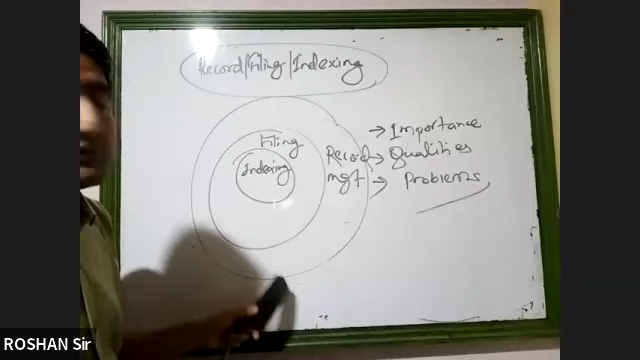 Record/Filing/Indexing
Filing
Indexing
Record
mgt
→ Importance
→ Qualities
→ Problems
ROSHAN Sir